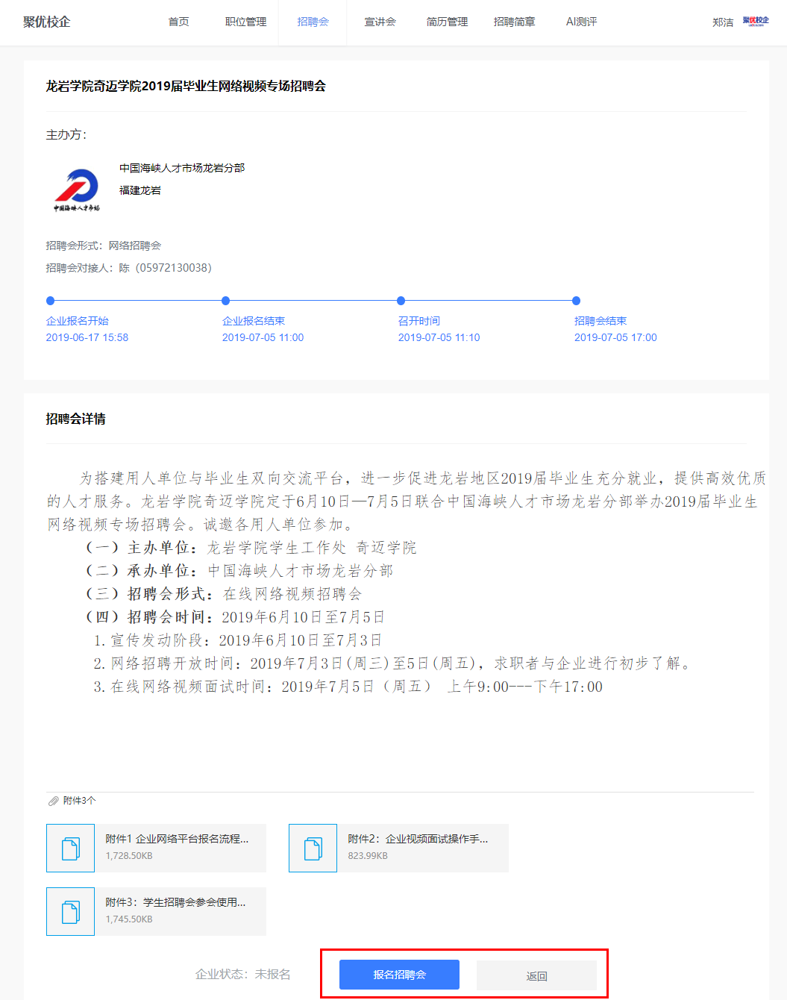 聚优校企
首页
职位管理
招聘会
宣讲会
简历管理
招聘简章
AI测评
郑洁
聚优校企
龙岩学院奇迈学院2019届毕业生网络视频专场招聘会
主办方：
中国海峡人才市场龙岩分部
福建龙岩
中国海峡人才市场
招聘会形式：网络招聘会
招聘会对接人：陈（05972130038）
企业报名开始
2019-06-17 15:58
企业报名结束
2019-07-05 11:00
召开时间
2019-07-05 11:10
招聘会结束
2019-07-05 17:00
招聘会详情
为搭建用人单位与毕业生双向交流平台，进一步促进龙岩地区2019届毕业生充分就业，提供高效优质
的人才服务。龙岩学院奇迈学院定于6月10日—7月5日联合中国海峡人才市场龙岩分部举办2019届毕业生
网络视频专场招聘会。诚邀各用人单位参加。
（一）主办单位：龙岩学院学生工作处 奇迈学院
（二）承办单位：中国海峡人才市场龙岩分部
（三）招聘会形式：在线网络视频招聘会
（四）招聘会时间：2019年6月10日至7月5日
1.宣传发动阶段：2019年6月10日至7月3日
2.网络招聘开放时间：2019年7月3日(周三)至5日(周五)，求职者与企业进行初步了解。
3.在线网络视频面试时间：2019年7月5日（周五） 上午9:00---下午17:00
附件3个
附件1 企业网络平台报名流程...
1,728.50KB
附件2：企业视频面试操作手...
823.99KB
附件3：学生招聘会参会使用...
1,745.50KB
企业状态：未报名
报名招聘会
返回